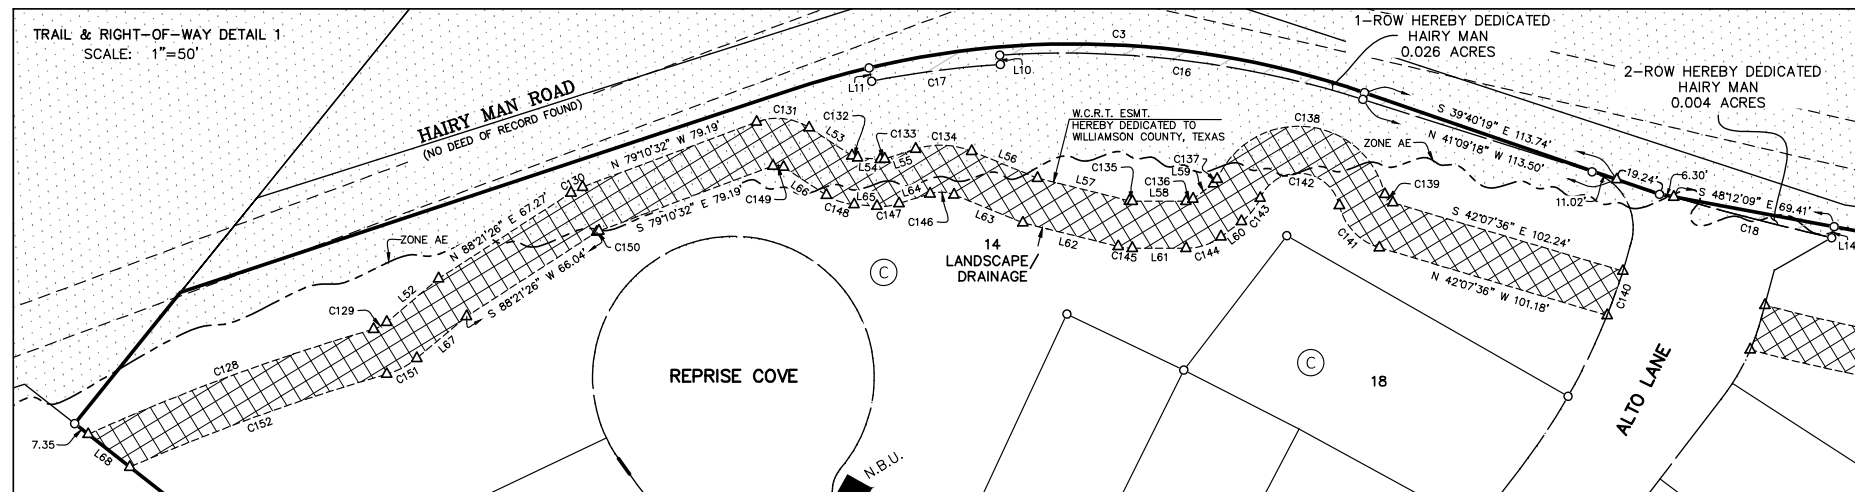 TRAIL & RIGHT-OF-WAY DETAIL 1
SCALE: 1"=50'
HAIRY MAN ROAD
(NO DEED OF RECORD FOUND)
1-ROW HEREBY DEDICATED
HAIRY MAN
0.026 ACRES
2-ROW HEREBY DEDICATED
HAIRY MAN
0.004 ACRES
C3
L10
C17
L11
C16
S 39°40'19" E 113.74'
N 41°09'18" W 113.50'
ZONE AE
19.24'
6.30'
11.02'
S 48°12'09" E 69.41'
C18
L14
W.C.R.T. ESMT.
HEREBY DEDICATED TO
WILLIAMSON COUNTY, TEXAS
N 79°10'32" W 79.19'
C131
L53
C132
L54
C133
L55
C134
L56
L57
C135
C136
L58
C137
L59
C138
C139
S 42°07'36" E 102.24'
C140
N 42°07'36" W 101.18'
C141
C142
C143
L60
C144
L61
C145
L62
L63
C146
L64
C147
L65
C148
L66
C149
S 79°10'32" E 79.19'
C130
N 88°21'26" E 67.27'
C150
S 88°21'26" W 66.04'
ZONE AE
L52
C129
L67
C151
C128
C152
7.35
L68
14
LANDSCAPE/
DRAINAGE
C
REPRISE COVE
N.B.U.
C
18
ALTO LANE